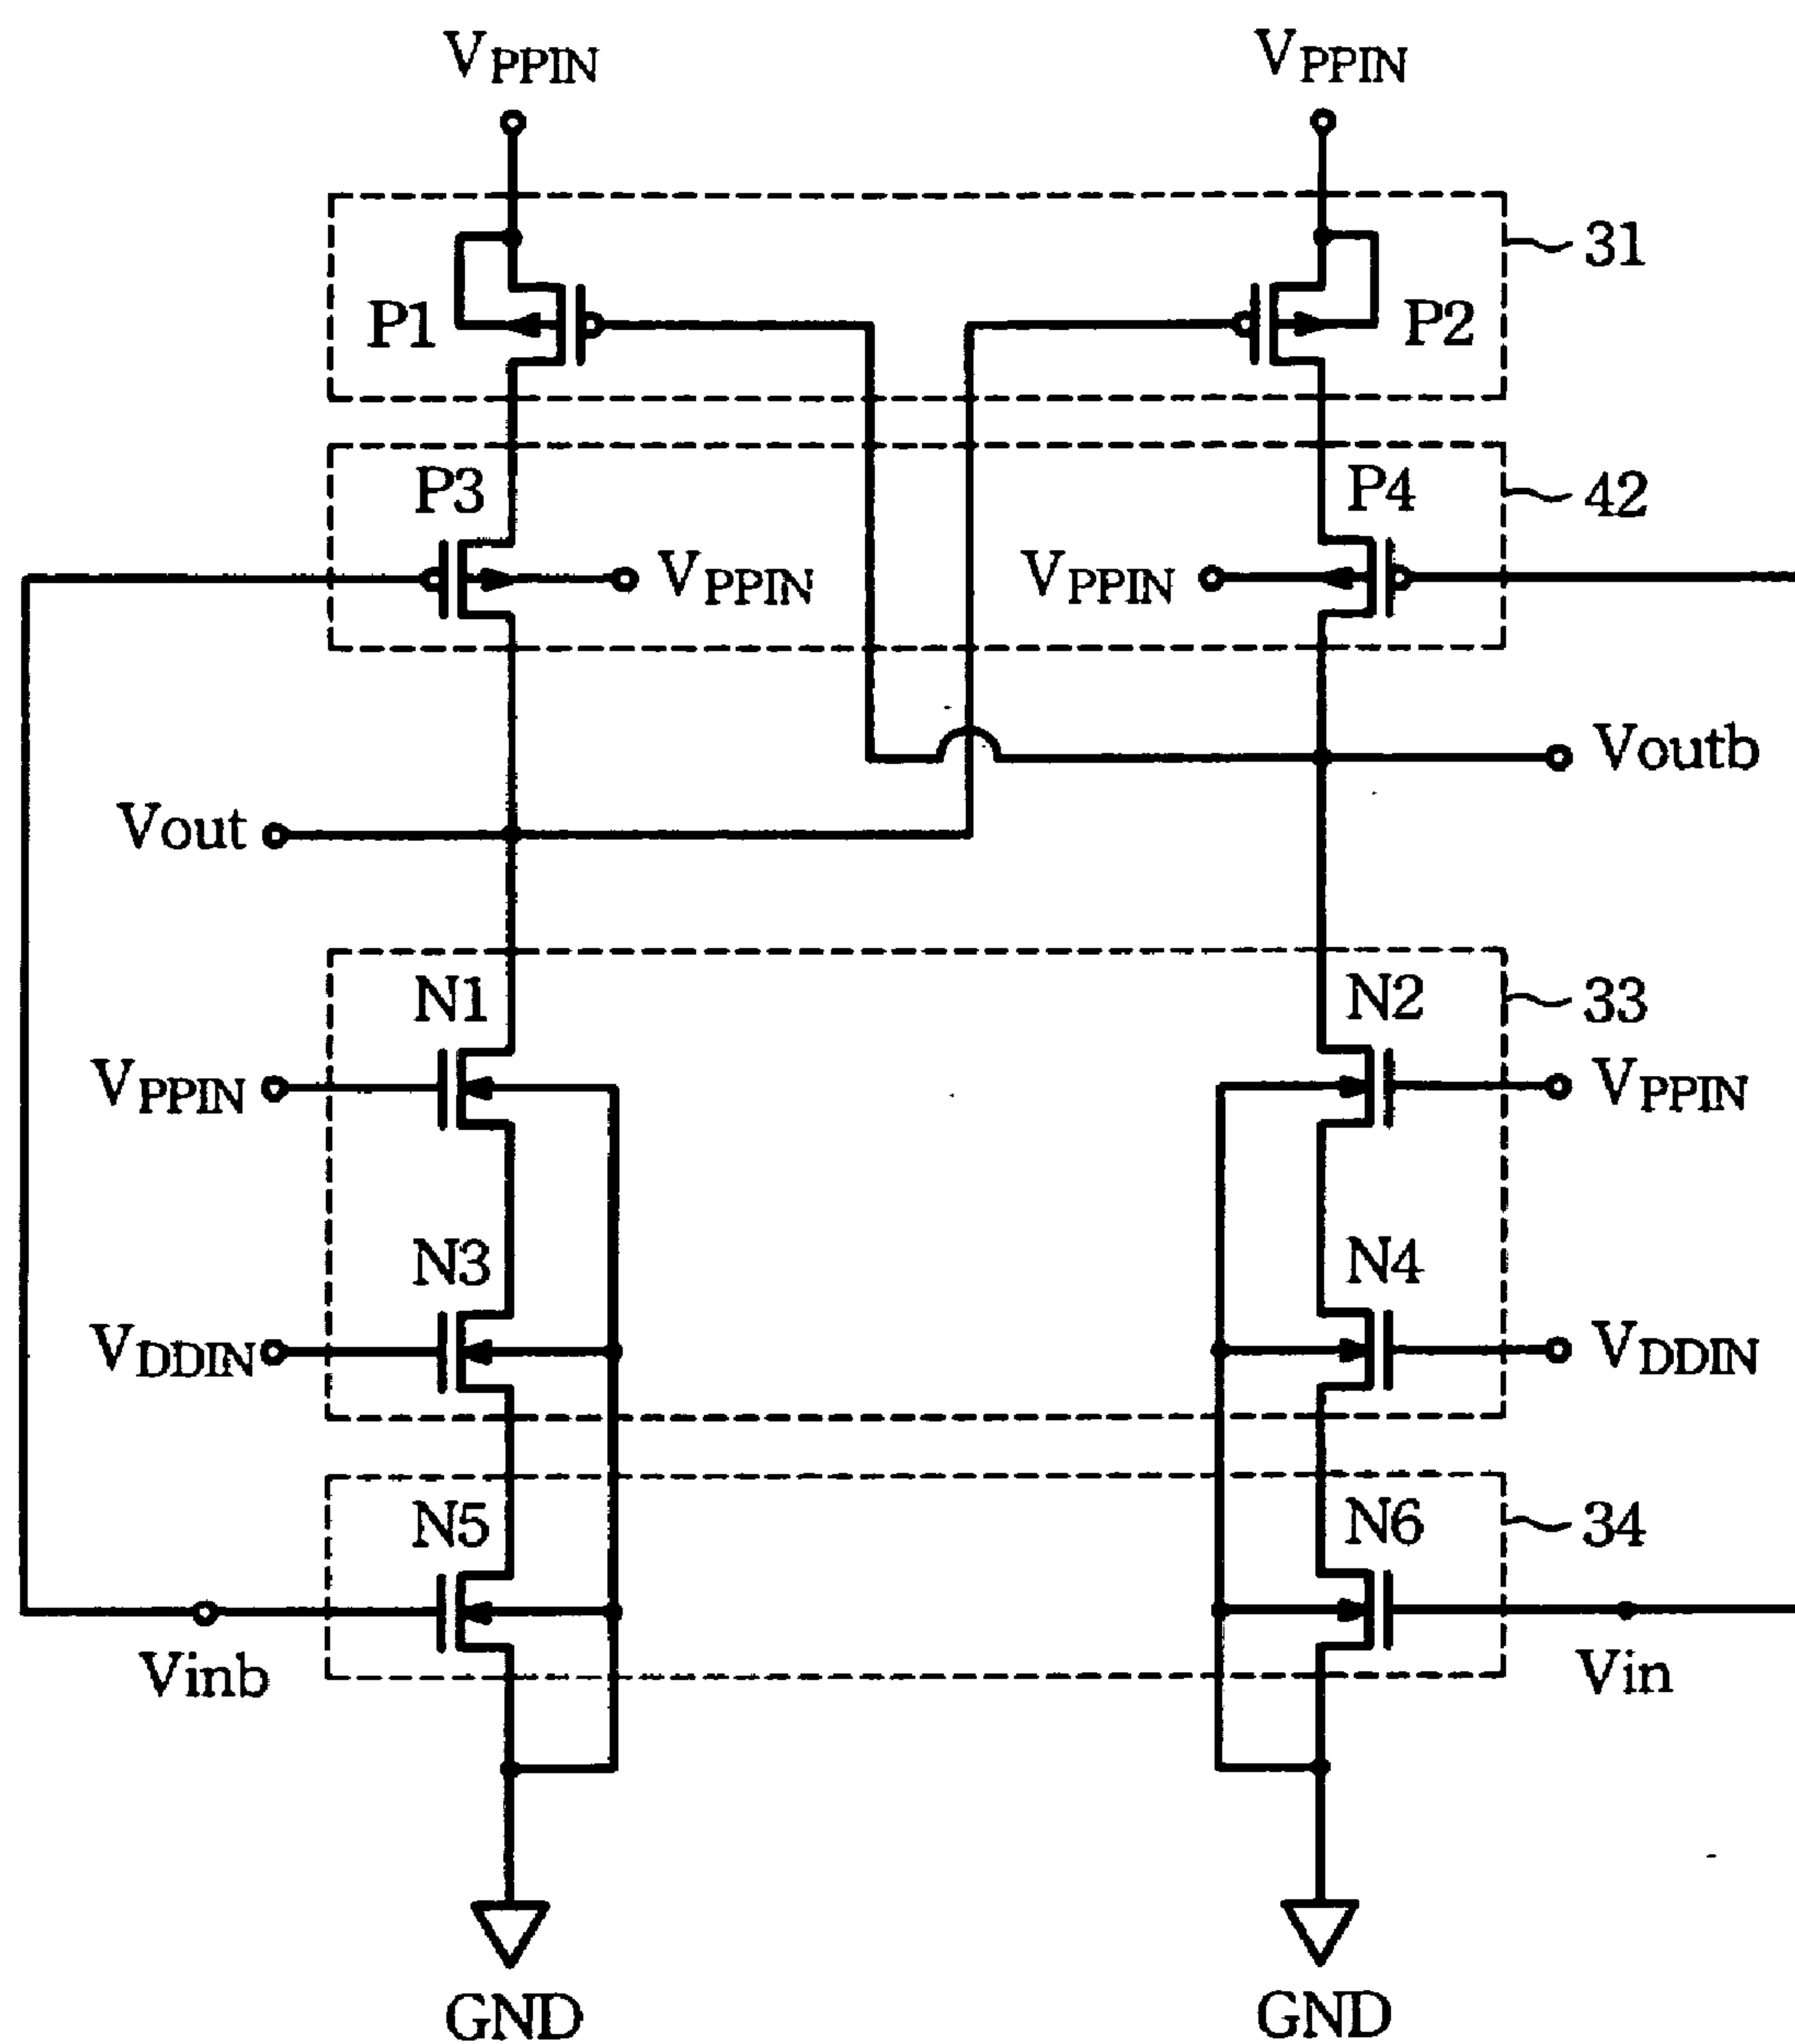 VPPIN VPPIN
31
P1 P2
P3 P4 42
VPPIN VPPIN
Voutb
Vout
N1 N2 33
VPPIN VPPIN
N3 N4
VDDIN VDDIN
N5 N6 34
Vinb Vin
GND GND